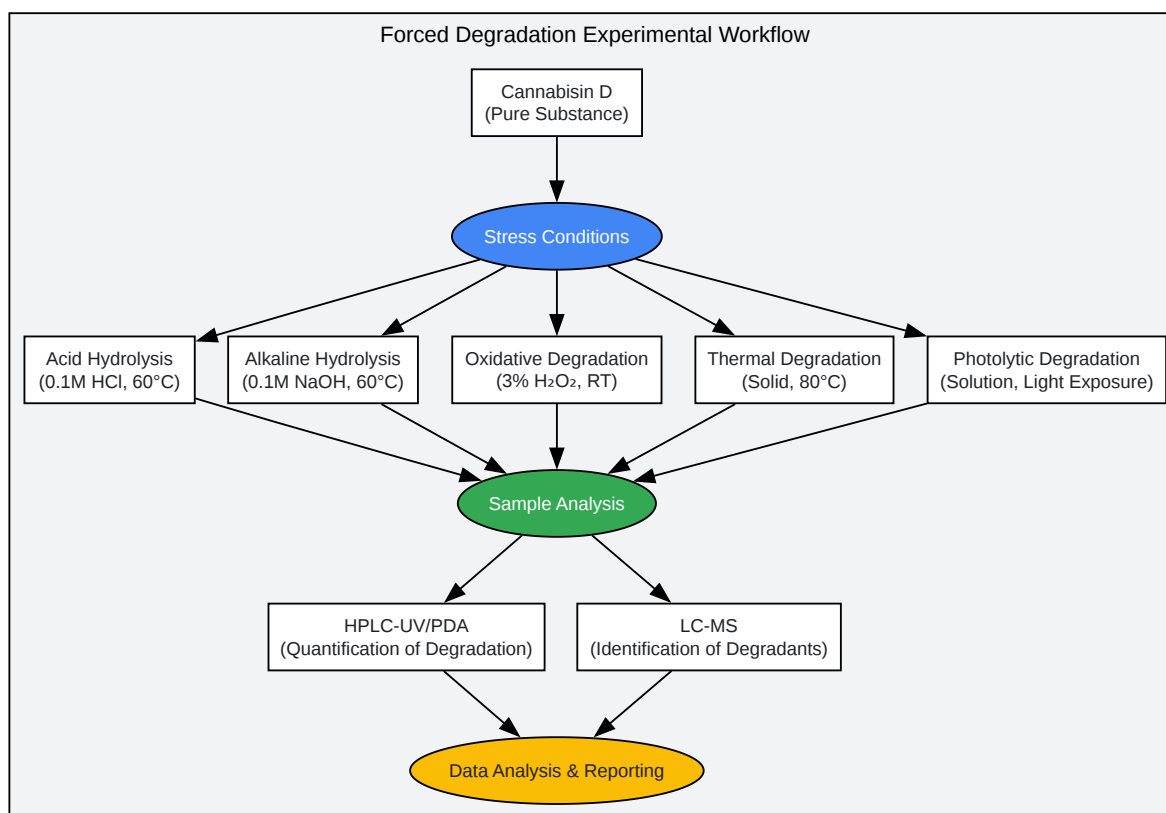 Forced Degradation Experimental Workflow
Cannabisin D
(Pure Substance)
Stress Conditions
Acid Hydrolysis
(0.1M HCl, 60°C)
Alkaline Hydrolysis
(0.1M NaOH, 60°C)
Oxidative Degradation
(3% H₂O₂, RT)
Thermal Degradation
(Solid, 80°C)
Photolytic Degradation
(Solution, Light Exposure)
Sample Analysis
HPLC-UV/PDA
(Quantification of Degradation)
LC-MS
(Identification of Degradants)
Data Analysis & Reporting